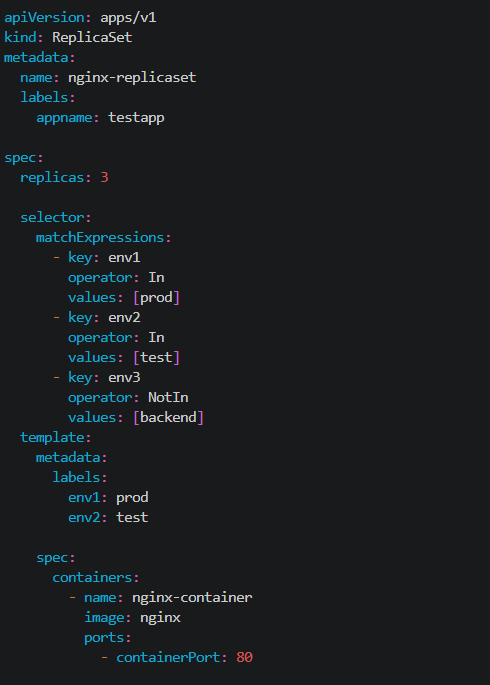 apiVersion: apps/v1
kind: ReplicaSet
metadata:
  name: nginx-replicaset
  labels:
    appname: testapp

spec:
  replicas: 3

  selector:
    matchExpressions:
      - key: env1
        operator: In
        values: [prod]
      - key: env2
        operator: In
        values: [test]
      - key: env3
        operator: NotIn
        values: [backend]
  template:
    metadata:
      labels:
        env1: prod
        env2: test

    spec:
      containers:
        - name: nginx-container
          image: nginx
          ports:
            - containerPort: 80